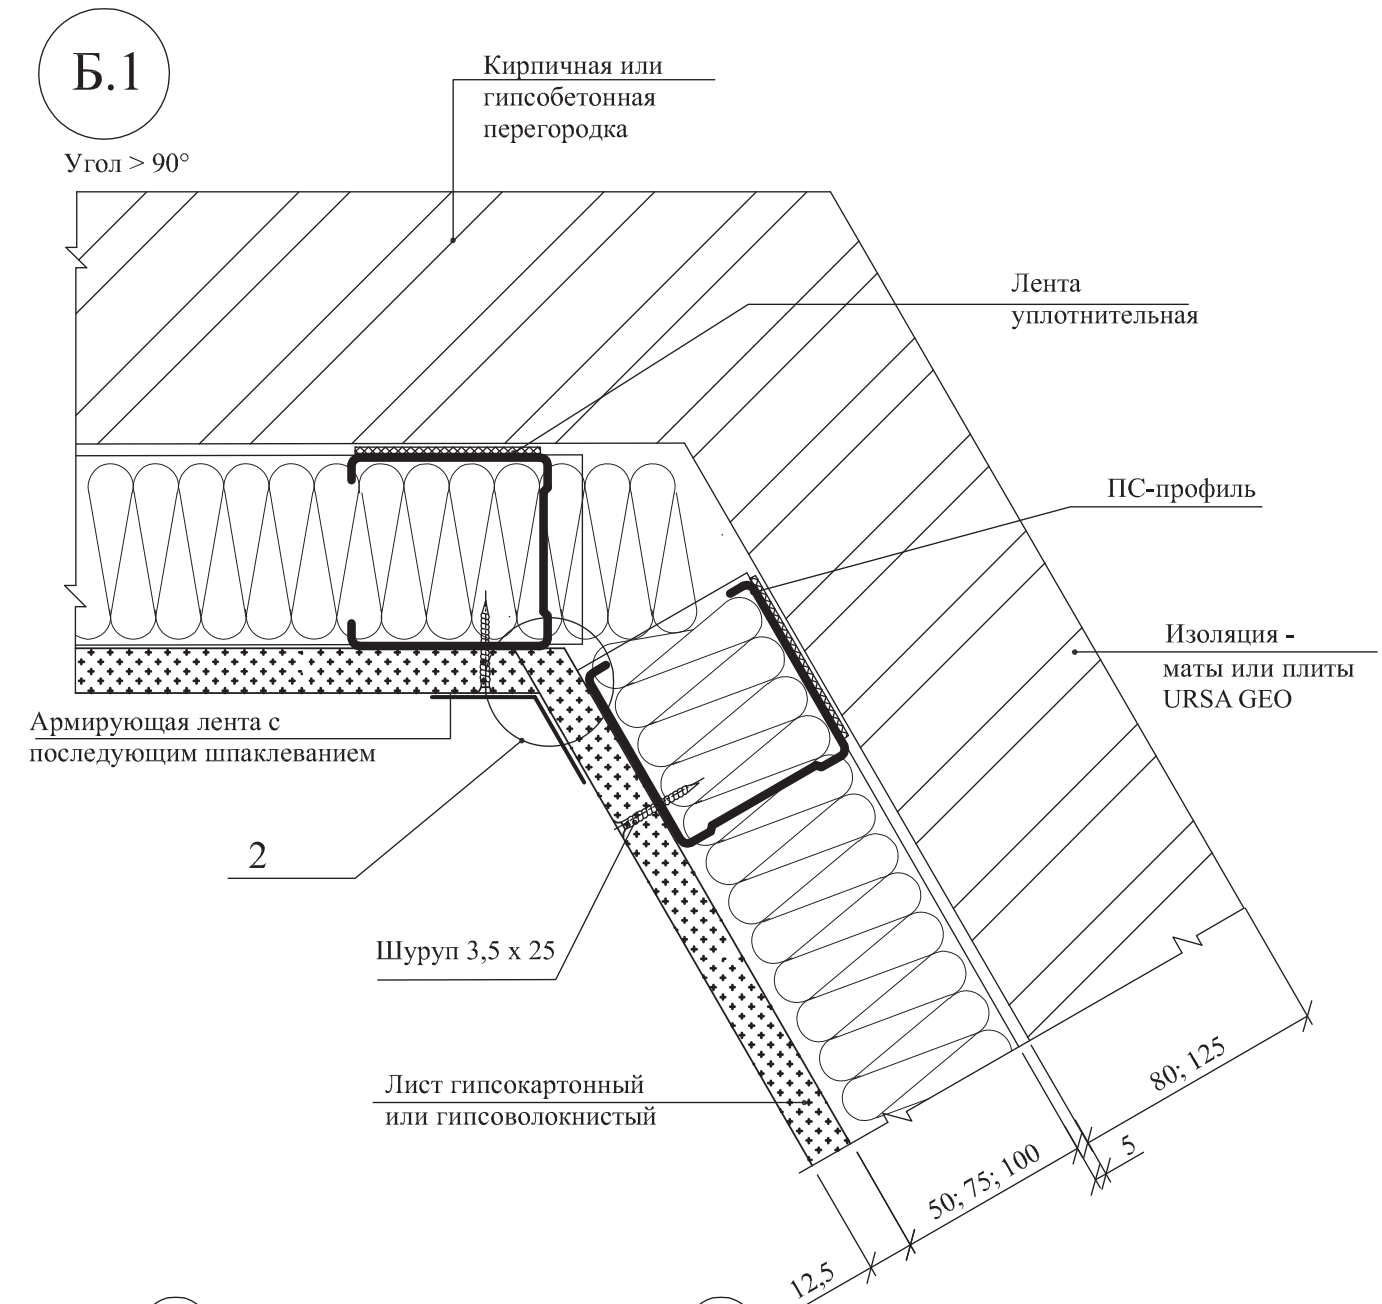 Б.1
Угол > 90°
Кирпичная или
гипсобетонная
перегородка
Лента
уплотнительная
ПС-профиль
Изоляция -
маты или плиты
URSA GEO
Армирующая лента с
последующим шпаклеванием
2
Шуруп 3,5 х 25
Лист гипсокартонный
или гипсоволокнистый
80; 125
5
50; 75; 100
12,5